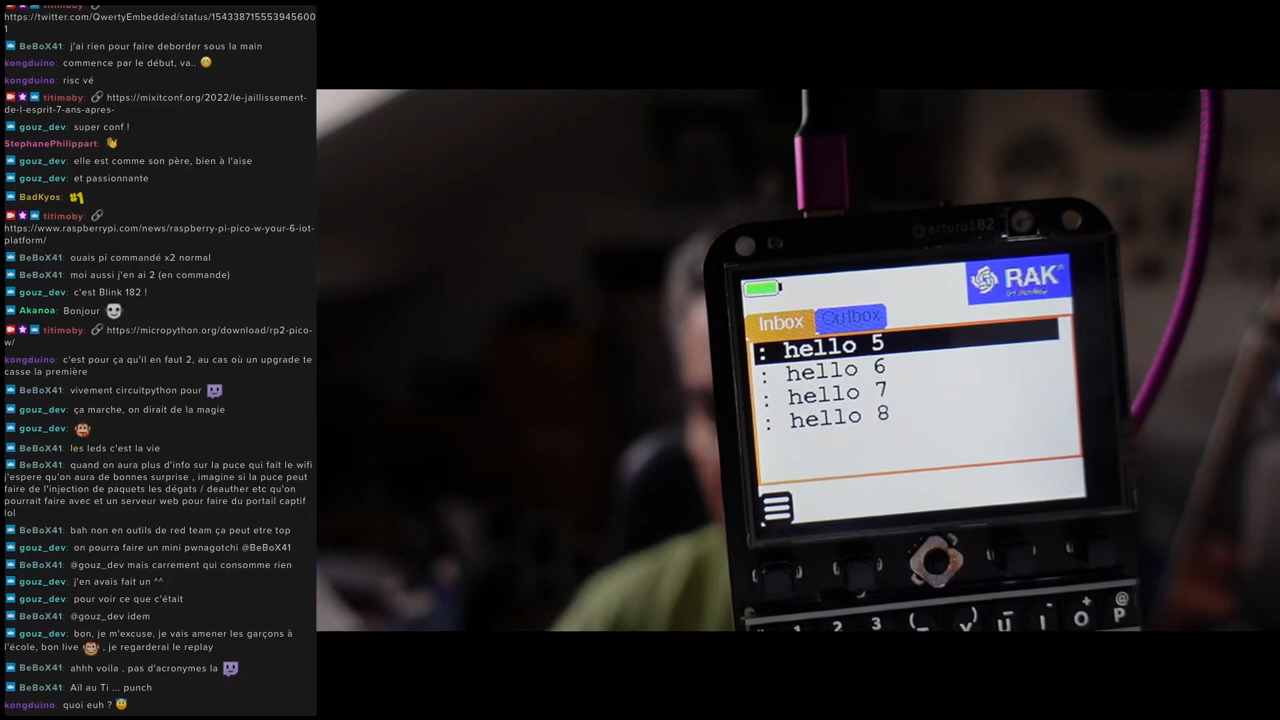 https://twitter.com/QwertyEmbedded/status/154338715553945600
1
BeBoX41: j'ai rien pour faire deborder sous la main
kongduino: commence par le début, va..
kongduino: risc vé
titimoby: https://mixitconf.org/2022/le-jaillissement-
de-l-esprit-7-ans-apres-
gouz_dev: super conf !
StephanePhilippart:
gouz_dev: elle est comme son père, bien à l'aise
gouz_dev: et passionnante
BadKyos: #1
titimoby:
https://www.raspberrypi.com/news/raspberry-pi-pico-w-your-6-iot-
platform/
BeBoX41: ouais pi commandé x2 normal
BeBoX41: moi aussi j'en ai 2 (en commande)
gouz_dev: c'est Blink 182 !
Akanoa: Bonjour
titimoby: https://micropython.org/download/rp2-pico-
w/
kongduino: c'est pour ça qu'il en faut 2, au cas où un upgrade te
casse la première
BeBoX41: vivement circuitpython pour
gouz_dev: ça marche, on dirait de la magie
gouz_dev:
BeBoX41: les leds c'est la vie
BeBoX41: quand on aura plus d'info sur la puce qui fait le wifi
j'espere qu'on aura de bonnes surprise , imagine si la puce peut
faire de l'injection de paquets les dégats / deauther etc qu'on
pourrait faire avec et un serveur web pour faire du portail captif
lol
BeBoX41: bah non en outils de red team ça peut etre top
gouz_dev: on pourra faire un mini pwnagotchi @BeBoX41
BeBoX41: @gouz_dev mais carrement qui consomme rien
gouz_dev: j'en avais fait un ^^
gouz_dev: pour voir ce que c'était
BeBoX41: @gouz_dev idem
gouz_dev: bon, je m'excuse, je vais amener les garçons à
l'école, bon live , je regarderai le replay
BeBoX41: ahhh voila , pas d'acronymes la
BeBoX41: Aïl au Ti ... punch
kongduino: quoi euh ?
@arturo182
RAK
Inbox Outbox
: hello 5
: hello 6
: hello 7
: hello 8
1 2 3 ( ) Ū Ī O + P @